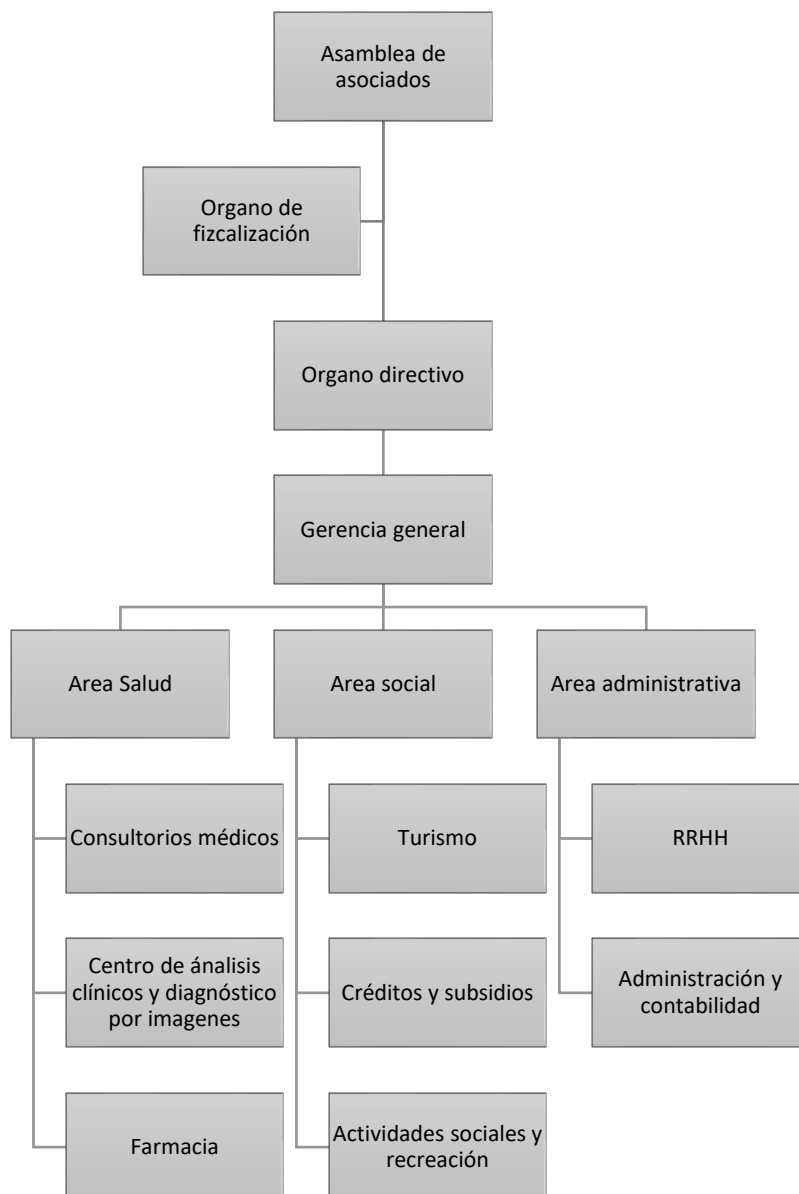 Asamblea de
asociados
Organo de
fizcalización
Organo directivo
Gerencia general
Area Salud
Area social
Area administrativa
Consultorios médicos
Turismo
RRHH
Centro de ánalisis
clínicos y diagnóstico
por imagenes
Créditos y subsidios
Administración y
contabilidad
Farmacia
Actividades sociales y
recreación